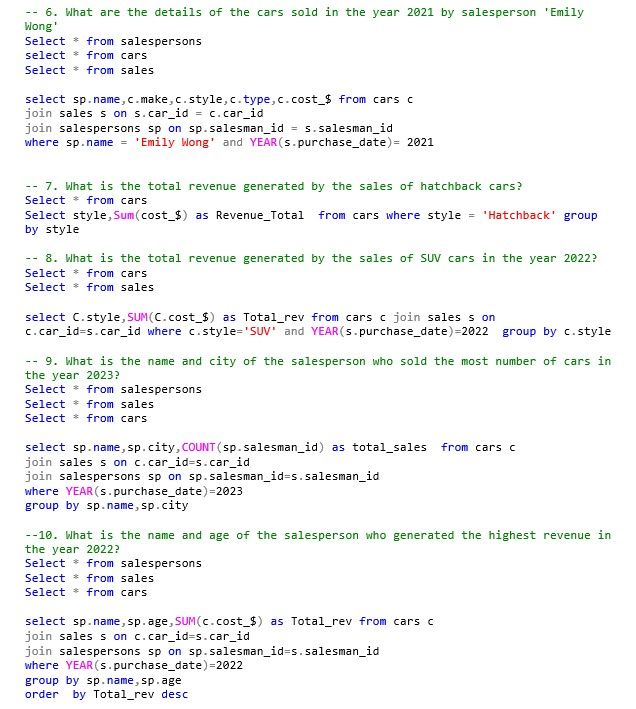 -- 6. What are the details of the cars sold in the year 2021 by salesperson 'Emily
Wong'
Select * from salespersons
select * from cars
Select * from sales
select sp.name,c.make,c.style,c.type,c.cost_$ from cars c
join sales s on s.car_id = c.car_id
join salespersons sp on sp.salesman_id = s.salesman_id
where sp.name = 'Emily Wong' and YEAR(s.purchase_date)= 2021
-- 7. What is the total revenue generated by the sales of hatchback cars?
Select * from cars
Select style,Sum(cost_$) as Revenue_Total  from cars where style = 'Hatchback' group
by style
-- 8. What is the total revenue generated by the sales of SUV cars in the year 2022?
Select * from cars
Select * from sales
select C.style,SUM(C.cost_$) as Total_rev from cars c join sales s on
c.car_id=s.car_id where c.style='SUV' and YEAR(s.purchase_date)=2022  group by c.style
-- 9. What is the name and city of the salesperson who sold the most number of cars in
the year 2023?
Select * from salespersons
Select * from sales
Select * from cars
select sp.name,sp.city,COUNT(sp.salesman_id) as total_sales  from cars c
join sales s on c.car_id=s.car_id
join salespersons sp on sp.salesman_id=s.salesman_id
where YEAR(s.purchase_date)=2023
group by sp.name,sp.city
--10. What is the name and age of the salesperson who generated the highest revenue in
the year 2022?
Select * from salespersons
Select * from sales
Select * from cars
select sp.name,sp.age,SUM(c.cost_$) as Total_rev from cars c
join sales s on c.car_id=s.car_id
join salespersons sp on sp.salesman_id=s.salesman_id
where YEAR(s.purchase_date)=2022
group by sp.name,sp.age
order  by Total_rev desc